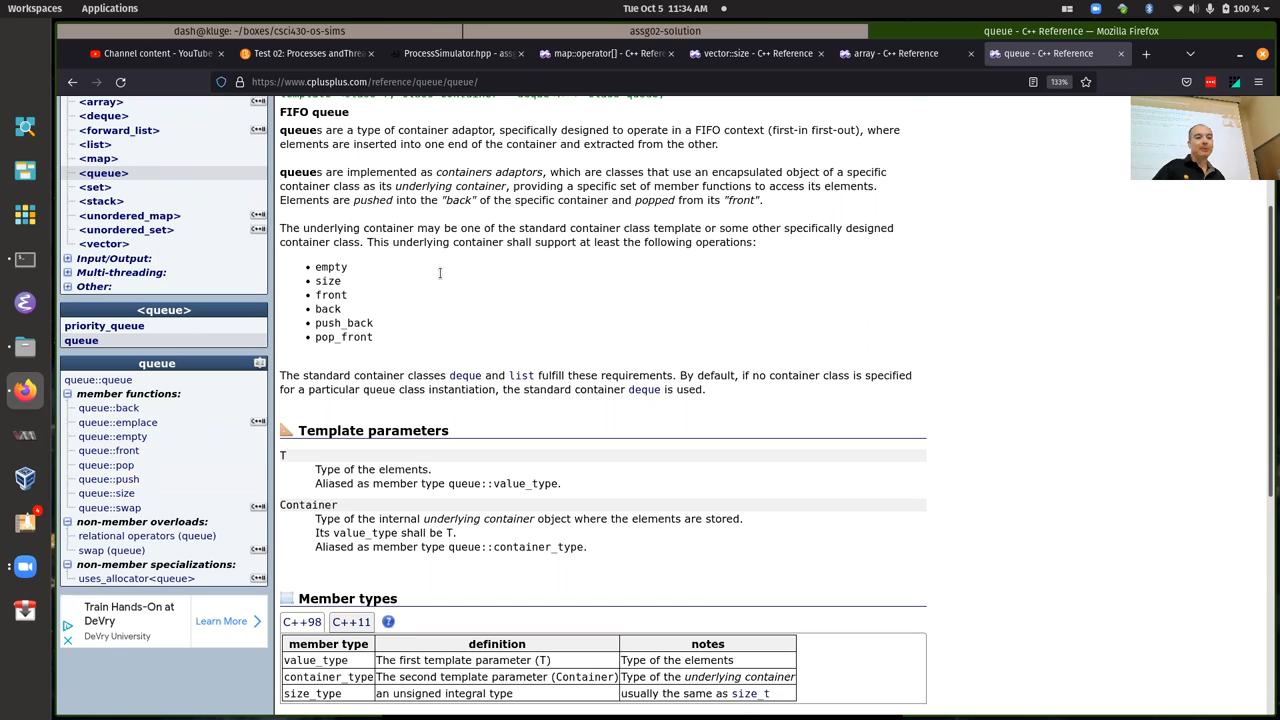 Workspaces Applications Tue Oct 5 11:34 AM 100 %
dash@kluge: ~/boxes/csci430-os-sims assg02-solution queue - C++ Reference — Mozilla Firefox
Channel content - YouTube Test 02: Processes andThre ProcessSimulator.hpp - assg map::operator[] - C++ Refe vector::size - C++ Reference array - C++ Reference queue - C++ Reference
https://www.cplusplus.com/reference/queue/queue/ 133%
<array>
<deque>
<forward_list>
<list>
<map>
<queue>
<set>
<stack>
<unordered_map>
<unordered_set>
<vector>
Input/Output:
Multi-threading:
Other:
<queue>
priority_queue
queue
queue
queue::queue
member functions:
queue::back
queue::emplace
queue::empty
queue::front
queue::pop
queue::push
queue::size
queue::swap
non-member overloads:
relational operators (queue)
swap (queue)
non-member specializations:
uses_allocator<queue>
Train Hands-On at
DeVry
DeVry University
Learn More
FIFO queue
queues are a type of container adaptor, specifically designed to operate in a FIFO context (first-in first-out), where
elements are inserted into one end of the container and extracted from the other.
queues are implemented as containers adaptors, which are classes that use an encapsulated object of a specific
container class as its underlying container, providing a specific set of member functions to access its elements.
Elements are pushed into the "back" of the specific container and popped from its "front".
The underlying container may be one of the standard container class template or some other specifically designed
container class. This underlying container shall support at least the following operations:
• empty
• size
• front
• back
• push_back
• pop_front
The standard container classes deque and list fulfill these requirements. By default, if no container class is specified
for a particular queue class instantiation, the standard container deque is used.
Template parameters
T
Type of the elements.
Aliased as member type queue::value_type.
Container
Type of the internal underlying container object where the elements are stored.
Its value_type shall be T.
Aliased as member type queue::container_type.
Member types
C++98 C++11 ?
member type definition notes
value_type The first template parameter (T) Type of the elements
container_type The second template parameter (Container) Type of the underlying container
size_type an unsigned integral type usually the same as size_t